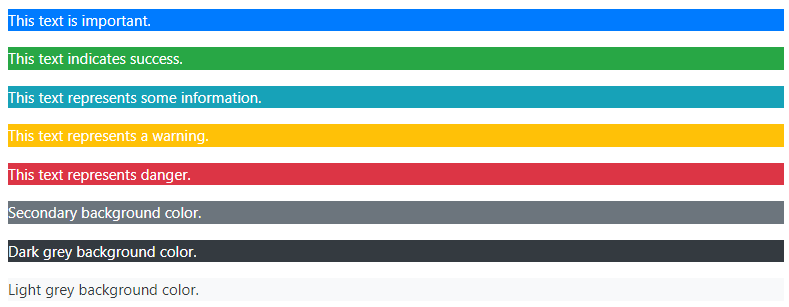 This text is important.
This text indicates success.
This text represents some information.
This text represents a warning.
This text represents danger.
Secondary background color.
Dark grey background color.
Light grey background color.